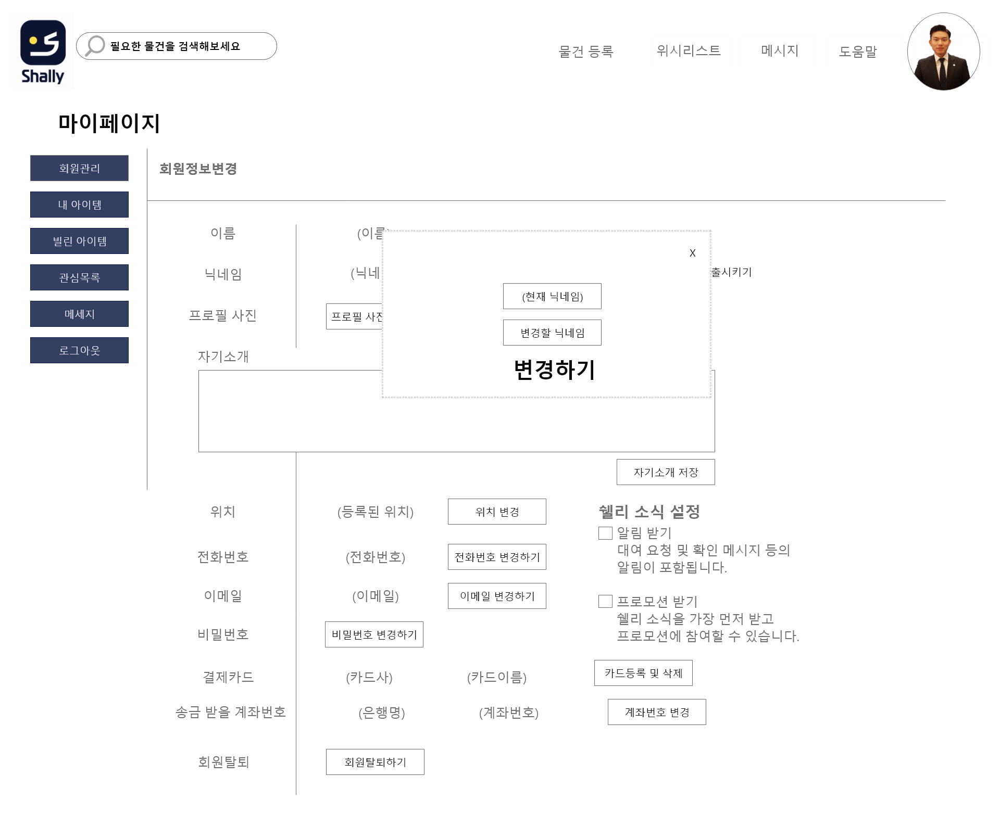 Shally
필요한 물건을 검색해보세요
물건 등록
위시리스트
메시지
도움말
마이페이지
회원관리
내 아이템
빌린 아이템
관심목록
메세지
로그아웃
회원정보변경
이름
닉네임
(닉네
출시키기
프로필 사진
프로필
자기소개
X
(현재 닉네임)
변경할 닉네임
변경하기
자기소개 저장
위치
(등록된 위치)
위치 변경
전화번호
(전화번호)
전화번호 변경하기
이메일
(이메일)
이메일 변경하기
비밀번호
비밀번호 변경하기
쉘리 소식 설정
알림 받기
대여 요청 및 확인 메시지 등의
알림이 포함됩니다.
프로모션 받기
쉘리 소식을 가장 먼저 받고
프로모션에 참여할 수 있습니다.
결제카드
(카드사)
(카드이름)
카드등록 및 삭제
송금 받을 계좌번호
(은행명)
(계좌번호)
계좌번호 변경
회원탈퇴
회원탈퇴하기